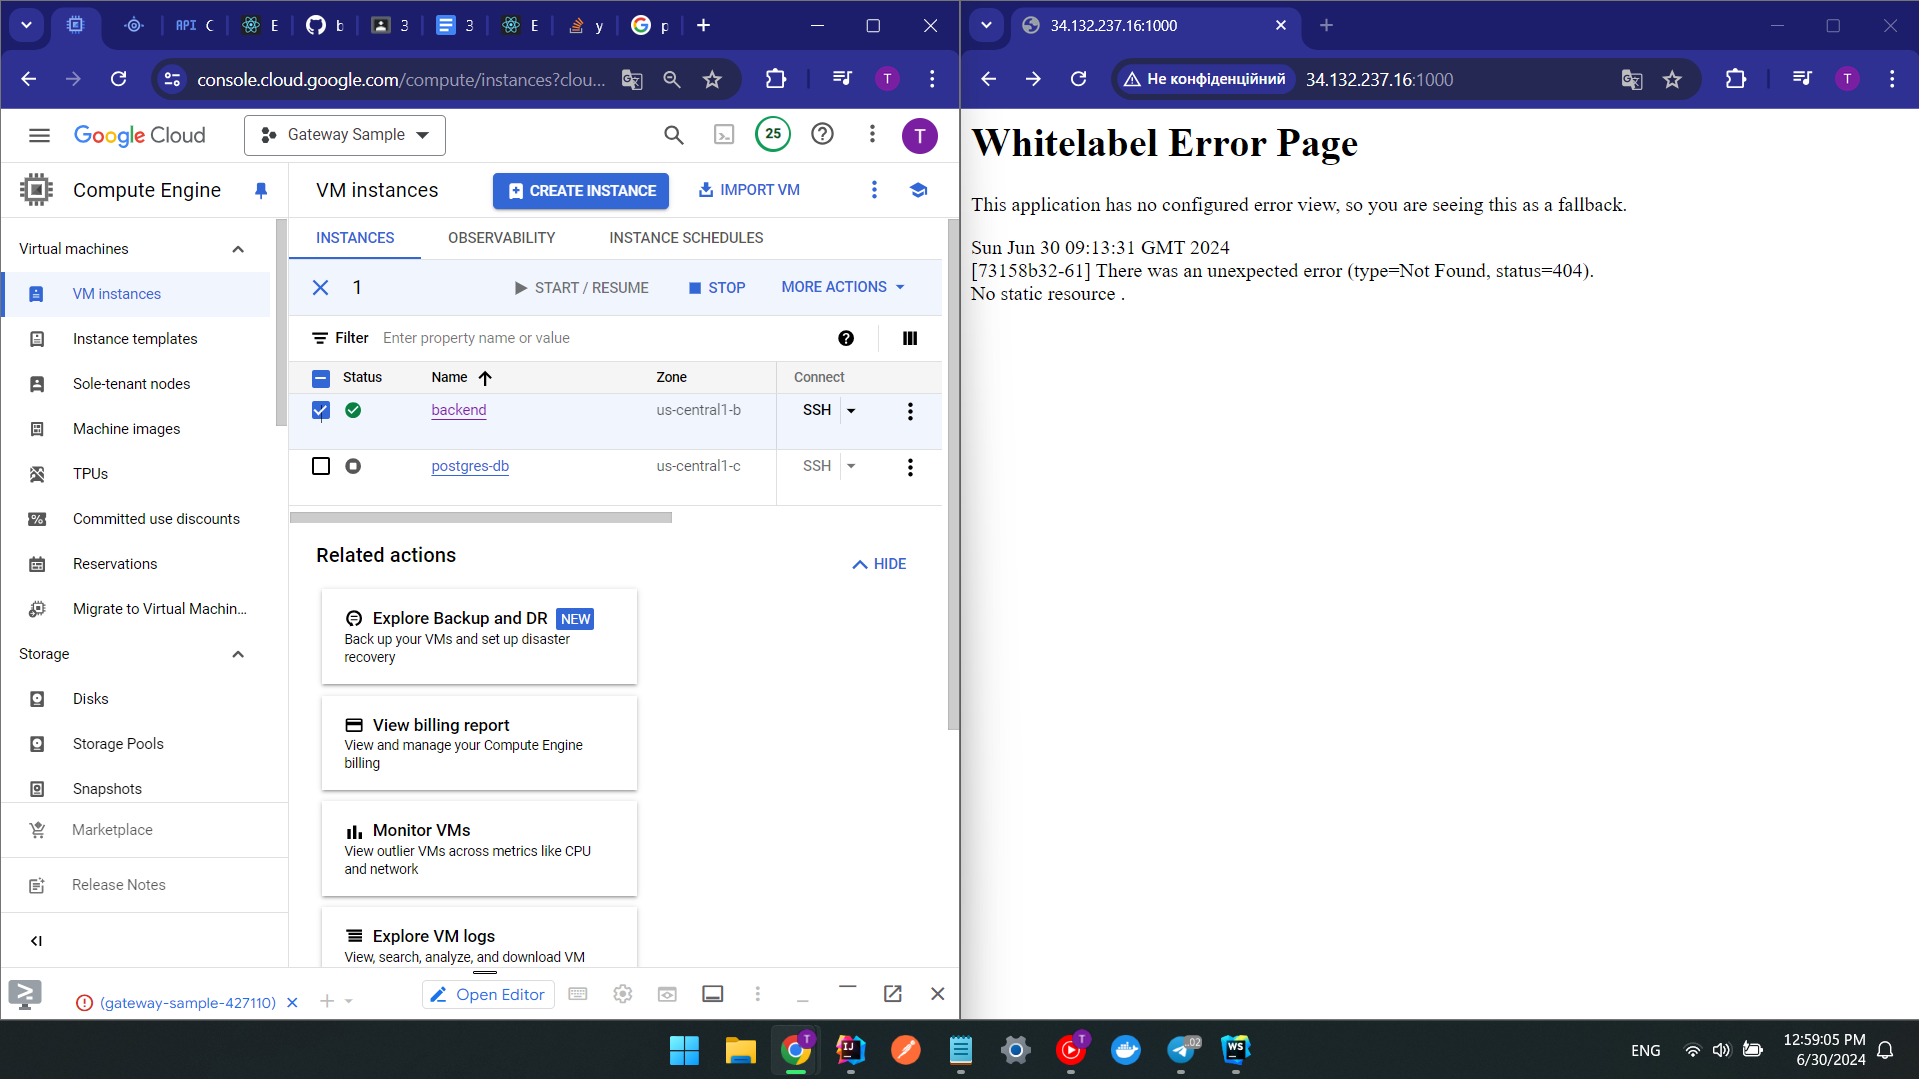 API C
E
b
3
3
E
y
p
34.132.237.16:1000
console.cloud.google.com/compute/instances?clou...
T
Не конфіденційний
34.132.237.16:1000
T
Google Cloud
Gateway Sample
25
T
Compute Engine
VM instances
CREATE INSTANCE
IMPORT VM
Virtual machines
VM instances
Instance templates
Sole-tenant nodes
Machine images
TPUs
Committed use discounts
Reservations
Migrate to Virtual Machin...
Storage
Disks
Storage Pools
Snapshots
Marketplace
Release Notes
INSTANCES
OBSERVABILITY
INSTANCE SCHEDULES
1
START / RESUME
STOP
MORE ACTIONS
Filter
Enter property name or value
Status
Name
Zone
Connect
backend
us-central1-b
SSH
postgres-db
us-central1-c
SSH
Related actions
HIDE
Explore Backup and DR
NEW
Back up your VMs and set up disaster
recovery
View billing report
View and manage your Compute Engine
billing
Monitor VMs
View outlier VMs across metrics like CPU
and network
Explore VM logs
View, search, analyze, and download VM
(gateway-sample-427110)
Open Editor
Whitelabel Error Page
This application has no configured error view, so you are seeing this as a fallback.
Sun Jun 30 09:13:31 GMT 2024
[73158b32-61] There was an unexpected error (type=Not Found, status=404).
No static resource .
T
IJ
T
02
WS
ENG
12:59:05 PM
6/30/2024